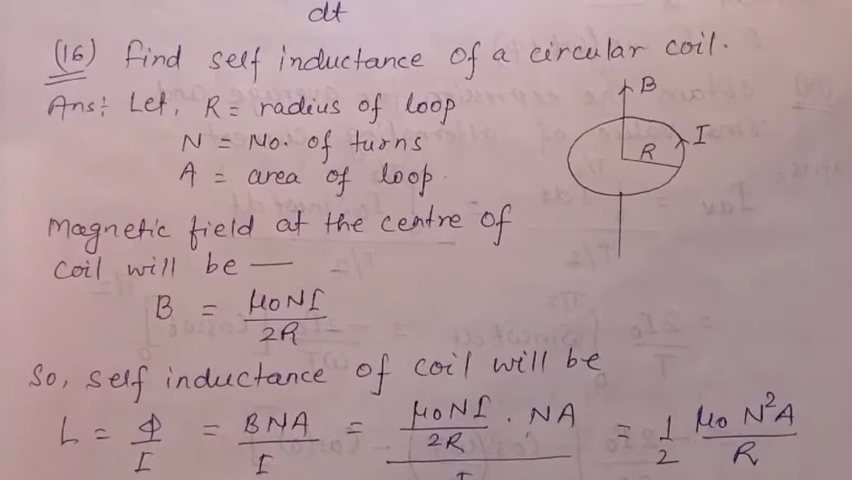 dt
(16) Find self inductance of a circular coil.
Ans: Let, R = radius of loop
N = No. of turns
A = area of loop.
B
I
R
Magnetic field at the centre of
coil will be —
B = μ0NI / 2R
So, self inductance of coil will be
L = Φ / I = BNA / I = (μ0NI / 2R . NA) / I = 1/2 μ0 N²A / R